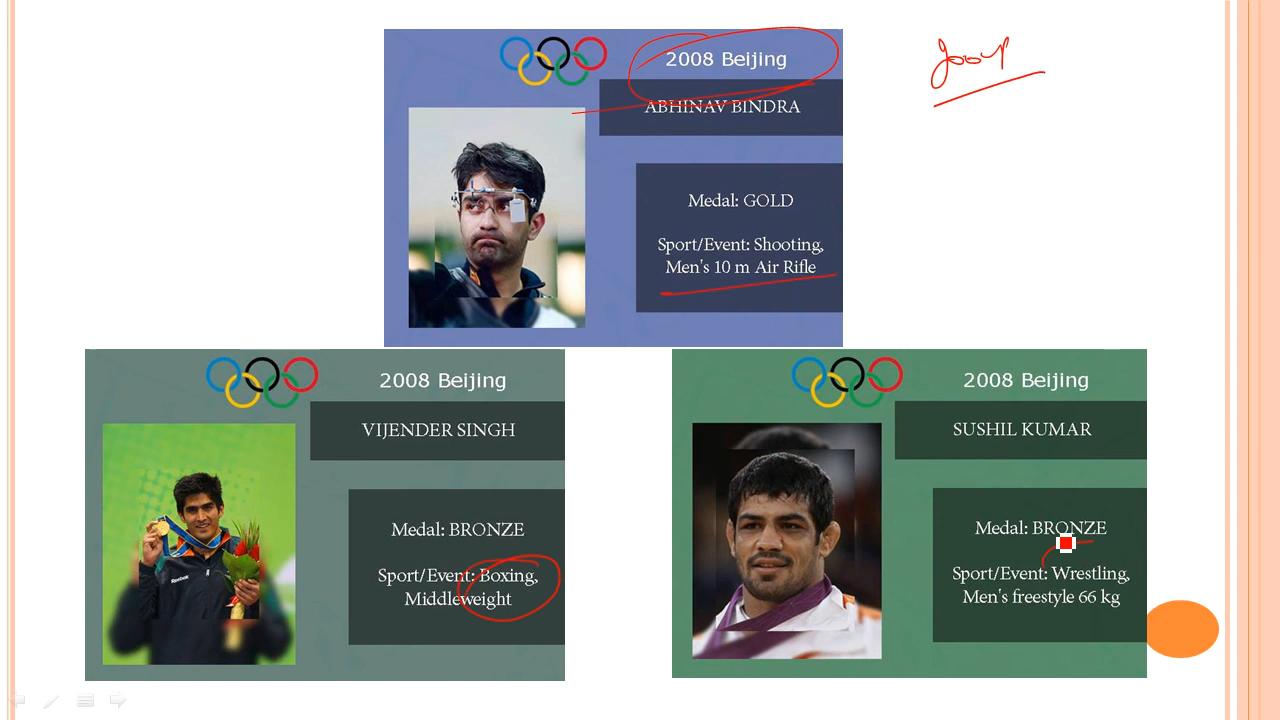 2008 Beijing
ABHINAV BINDRA
Medal: GOLD
Sport/Event: Shooting,
Men's 10 m Air Rifle
2008 Beijing
VIJENDER SINGH
Medal: BRONZE
Sport/Event: Boxing,
Middleweight
Reebok
2008 Beijing
SUSHIL KUMAR
Medal: BRONZE
Sport/Event: Wrestling,
Men's freestyle 66 kg